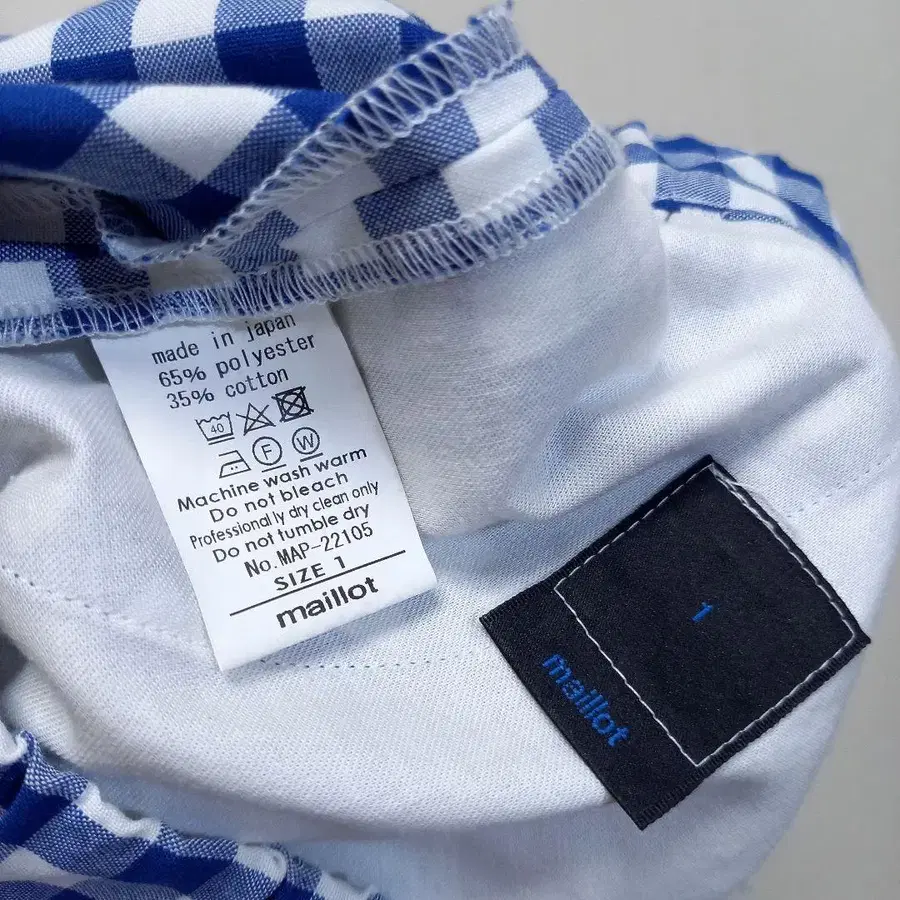 made in japan
65% polyester
35% cotton
40
F
W
Machine wash warm
Do not bleach
Professionally dry clean only
Do not tumble dry
No.MAP-22105
SIZE 1
maillot
1
maillot